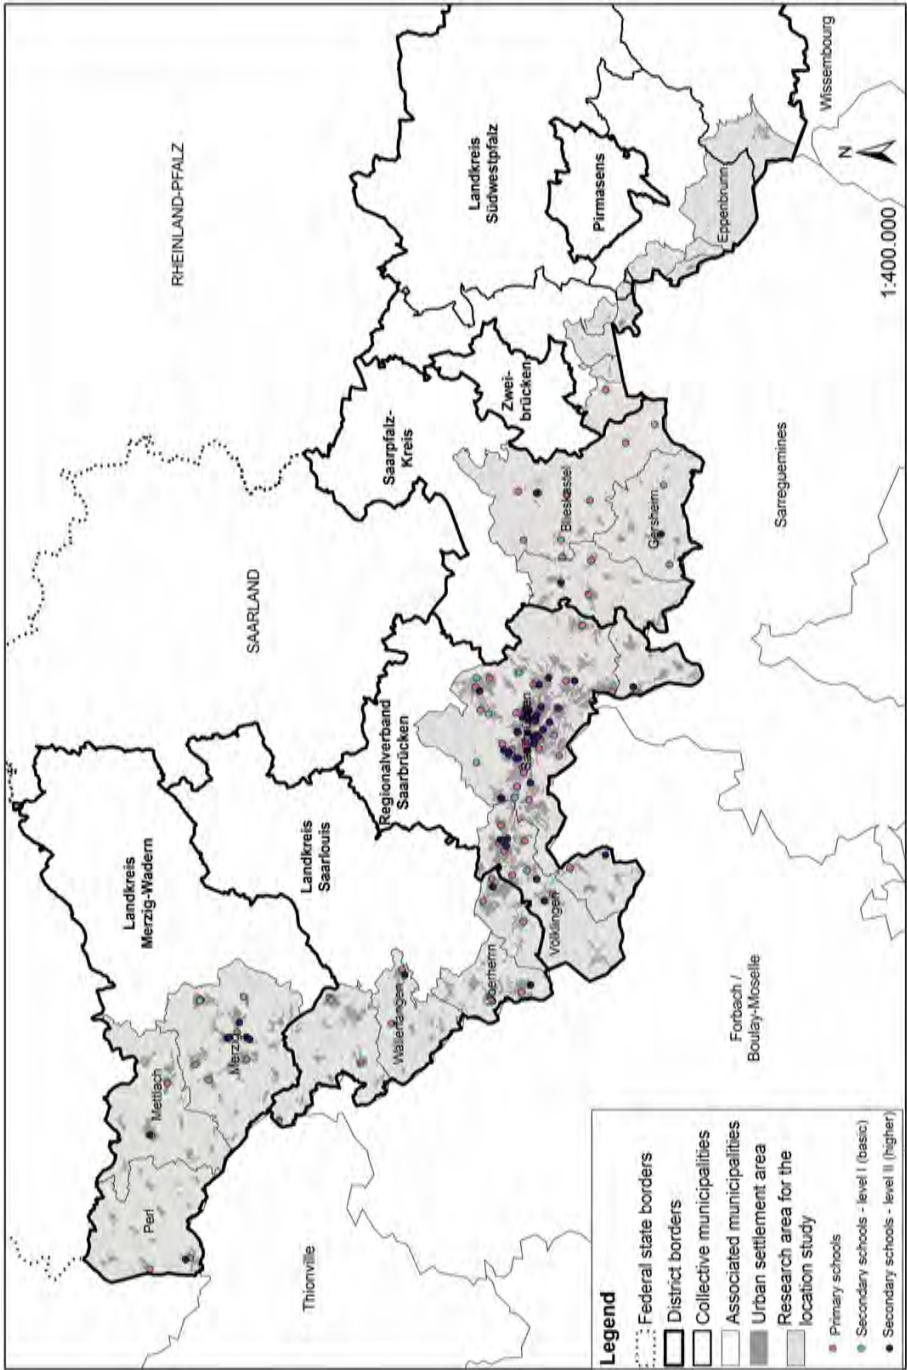 RHEINLAND-PFALZ
SAARLAND
Landkreis
Merzig-Wadern
Landkreis
Saarlouis
Regionalverband
Saarbrücken
Saarpfalz-
Kreis
Zwei-
brücken
Landkreis
Südwestpfalz
Pirmasens
Perl
Mettlach
Merzig
Wallerfangen
Überherrn
Völklingen
Blieskastel
Gersheim
Eppenbrunn
Wissembourg
Thionville
Forbach /
Boulay-Moselle
Sarreguemines
N
1:400.000
Legend
Federal state borders
District borders
Collective municipalities
Associated municipalities
Urban settlement area
Research area for the
location study
Primary schools
Secondary schools - level I (basic)
Secondary schools - level II (higher)